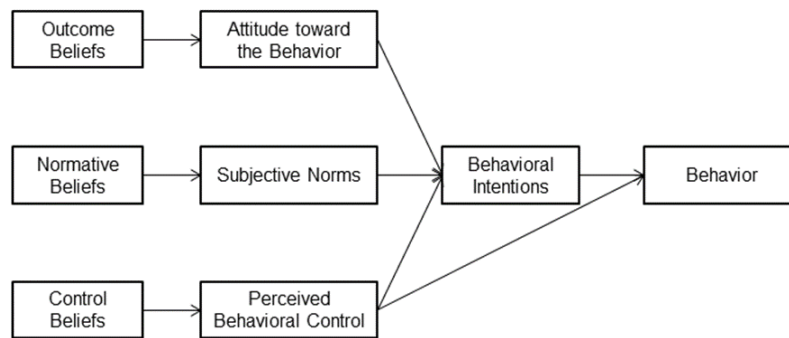 Outcome
Beliefs
Attitude toward
the Behavior
Normative
Beliefs
Subjective Norms
Behavioral
Intentions
Behavior
Control
Beliefs
Perceived
Behavioral Control